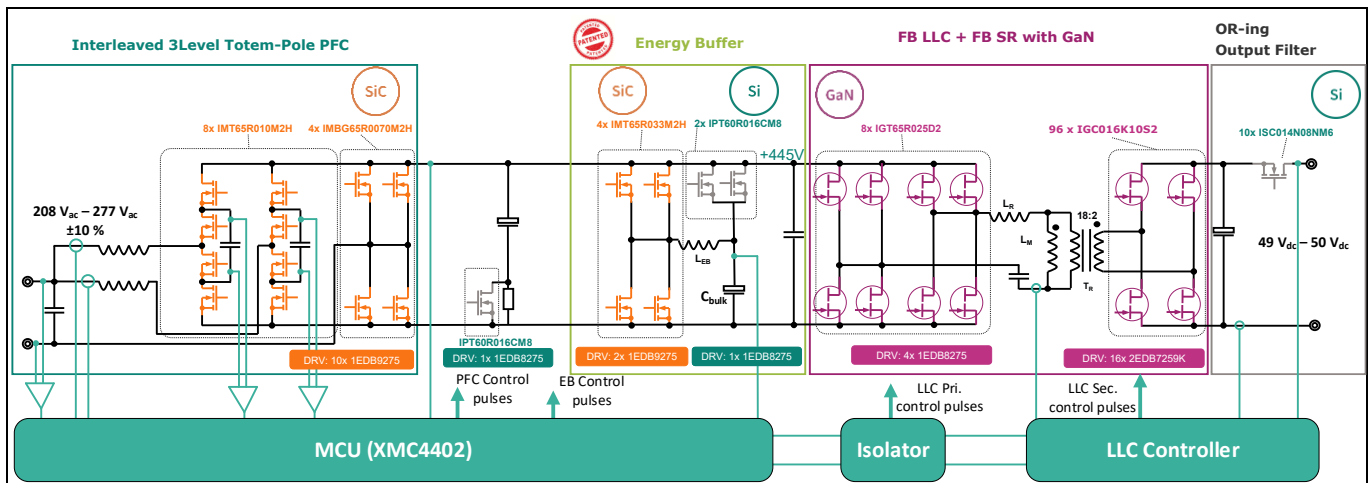 Interleaved 3Level Totem-Pole PFC
PATENTED
Energy Buffer
FB LLC + FB SR with GaN
OR-ing
Output Filter
SiC
SiC
Si
GaN
Si
8x IMT65R010M2H
4x IMBG65R0070M2H
4x IMT65R033M2H
2x IPT60R016CM8
8x IGT65R025D2
96 x IGC016K10S2
10x ISC014N08NM6
+445V
208 Vac – 277 Vac
±10 %
LR
18:2
LM
TR
LEB
Cbulk
49 Vdc – 50 Vdc
IPT60R016CM8
DRV: 10x 1EDB9275
DRV: 1x 1EDB8275
DRV: 2x 1EDB9275
DRV: 1x 1EDB8275
DRV: 4x 1EDB8275
DRV: 16x 2EDB7259K
PFC Control
pulses
EB Control
pulses
LLC Pri.
control pulses
LLC Sec.
control pulses
MCU (XMC4402)
Isolator
LLC Controller